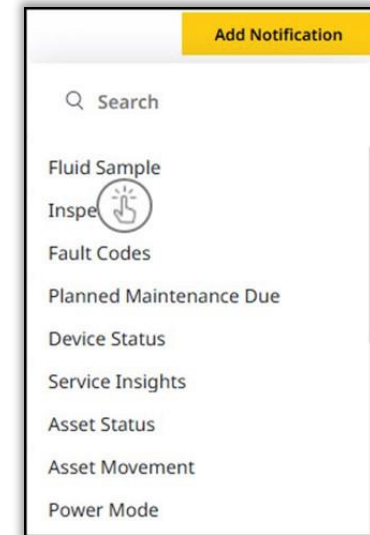 Add Notification
Search
Fluid Sample
Inspe
Fault Codes
Planned Maintenance Due
Device Status
Service Insights
Asset Status
Asset Movement
Power Mode